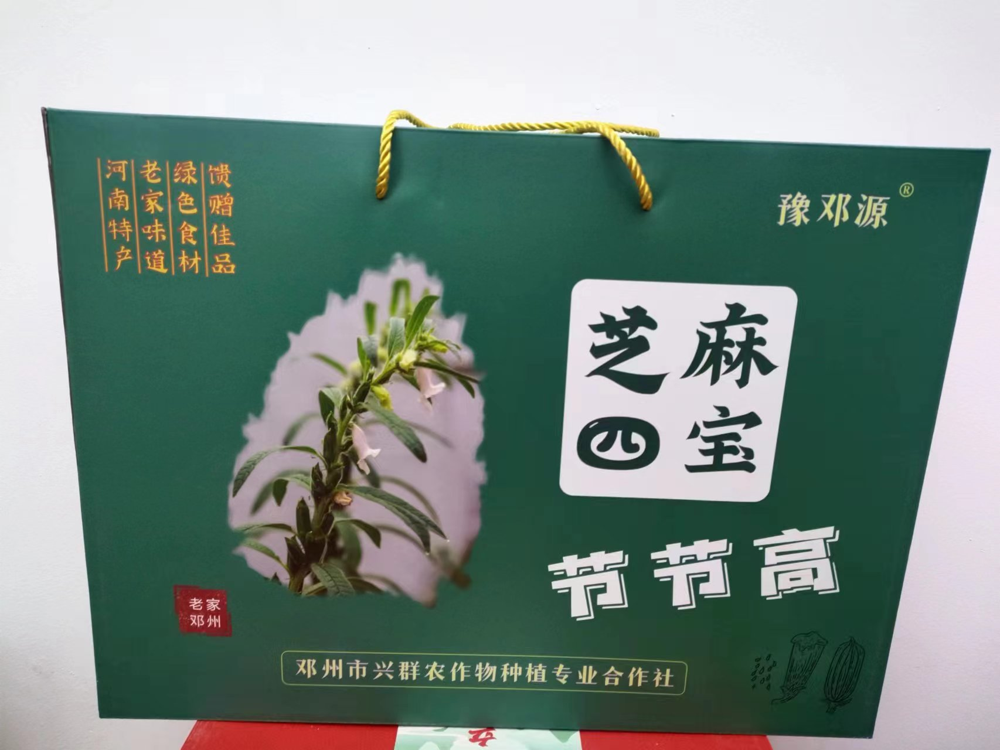 河南特产
老家味道
绿色食材
馈赠佳品
豫邓源®
芝麻
四宝
节节高
老家
邓州
邓州市兴群农作物种植专业合作社